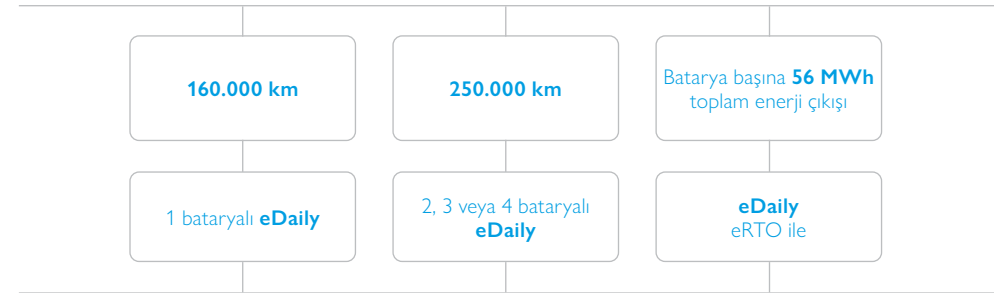 160.000 km
250.000 km
Batarya başına 56 MWh
toplam enerji çıkışı
1 bataryalı eDaily
2, 3 veya 4 bataryalı
eDaily
eDaily
eRTO ile